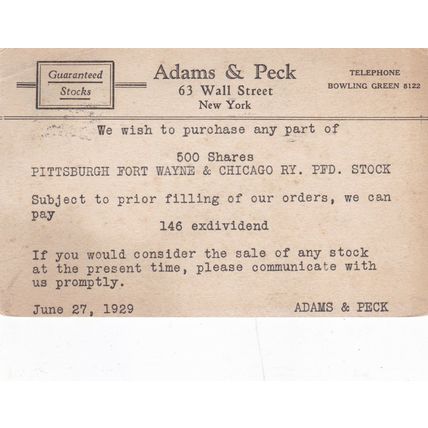 Guaranteed
Stocks
Adams & Peck
63 Wall Street
New York
TELEPHONE
BOWLING GREEN 8122
We wish to purchase any part of
500 Shares
PITTSBURGH FORT WAYNE & CHICAGO RY. PFD. STOCK
Subject to prior filling of our orders, we can
pay
146 exdividend
If you would consider the sale of any stock
at the present time, please communicate with
us promptly.
June 27, 1929 ADAMS & PECK